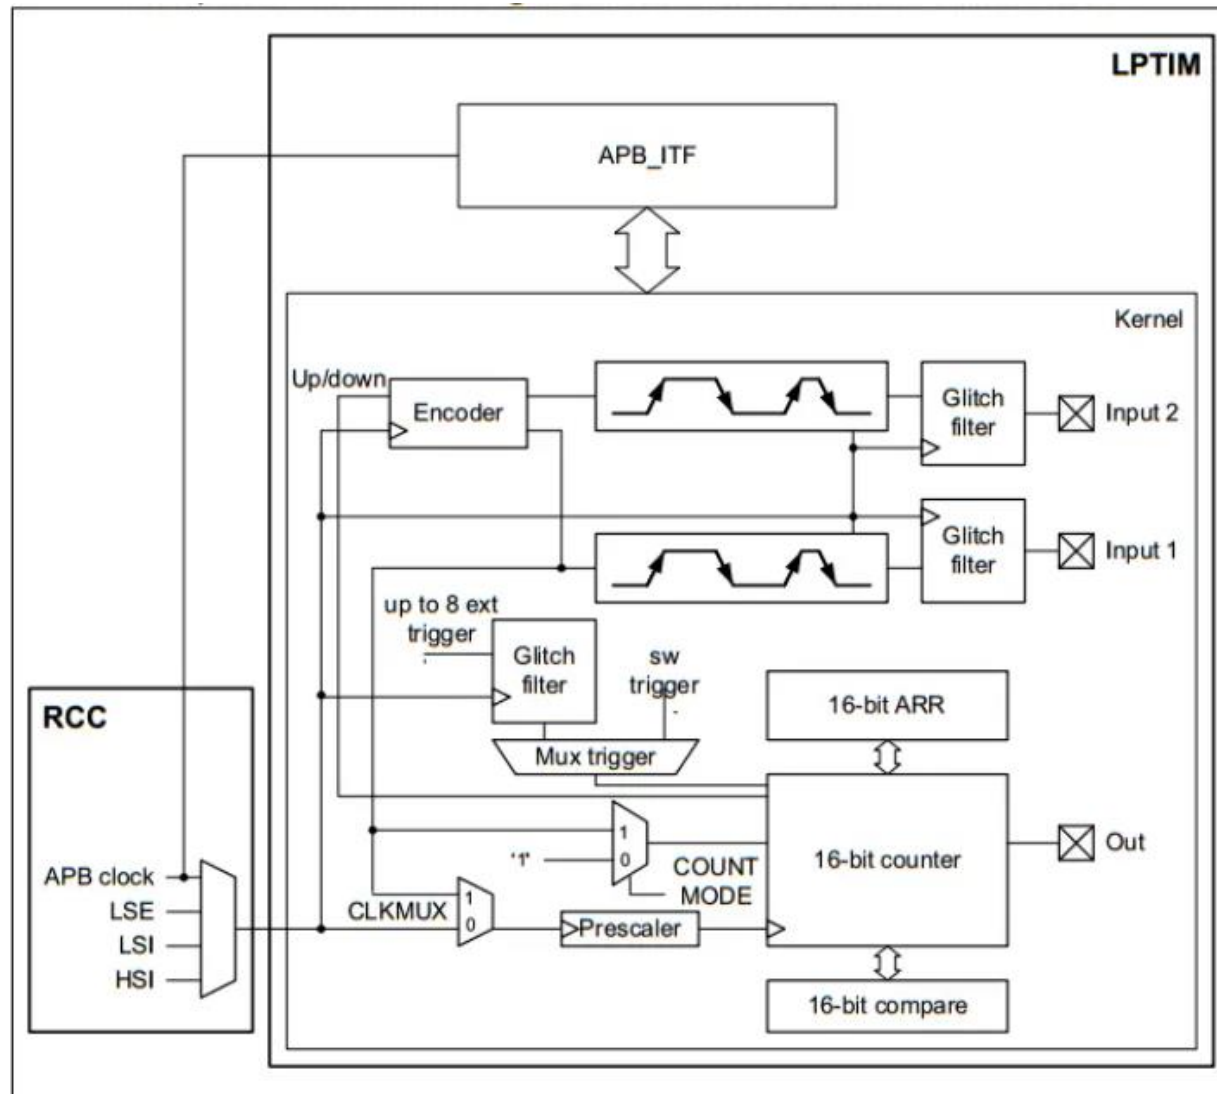 LPTIM
APB_ITF
Kernel
Up/down
Encoder
Glitch
filter
Input 2
Glitch
filter
Input 1
up to 8 ext
trigger
Glitch
filter
sw
trigger
16-bit ARR
RCC
Mux trigger
1
'1'
0
COUNT
MODE
16-bit counter
Out
APB clock
LSE
LSI
HSI
CLKMUX
1
0
Prescaler
16-bit compare